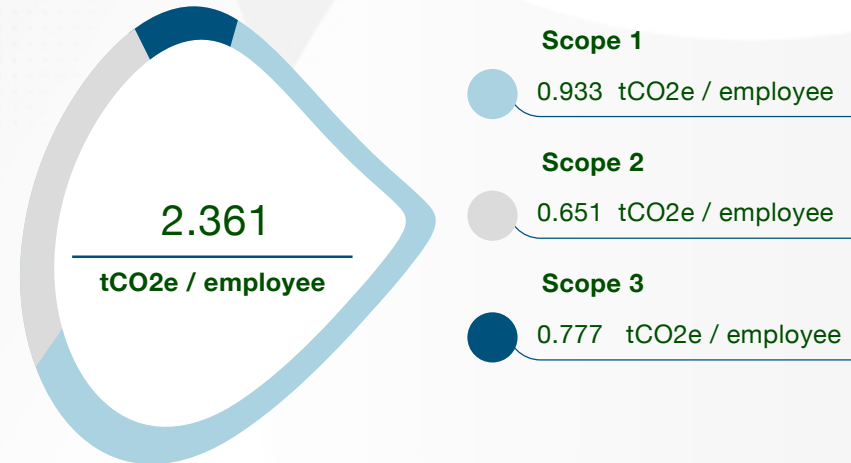 Scope 1
0.933 tCO2e / employee
Scope 2
0.651 tCO2e / employee
2.361
tCO2e / employee
Scope 3
0.777 tCO2e / employee